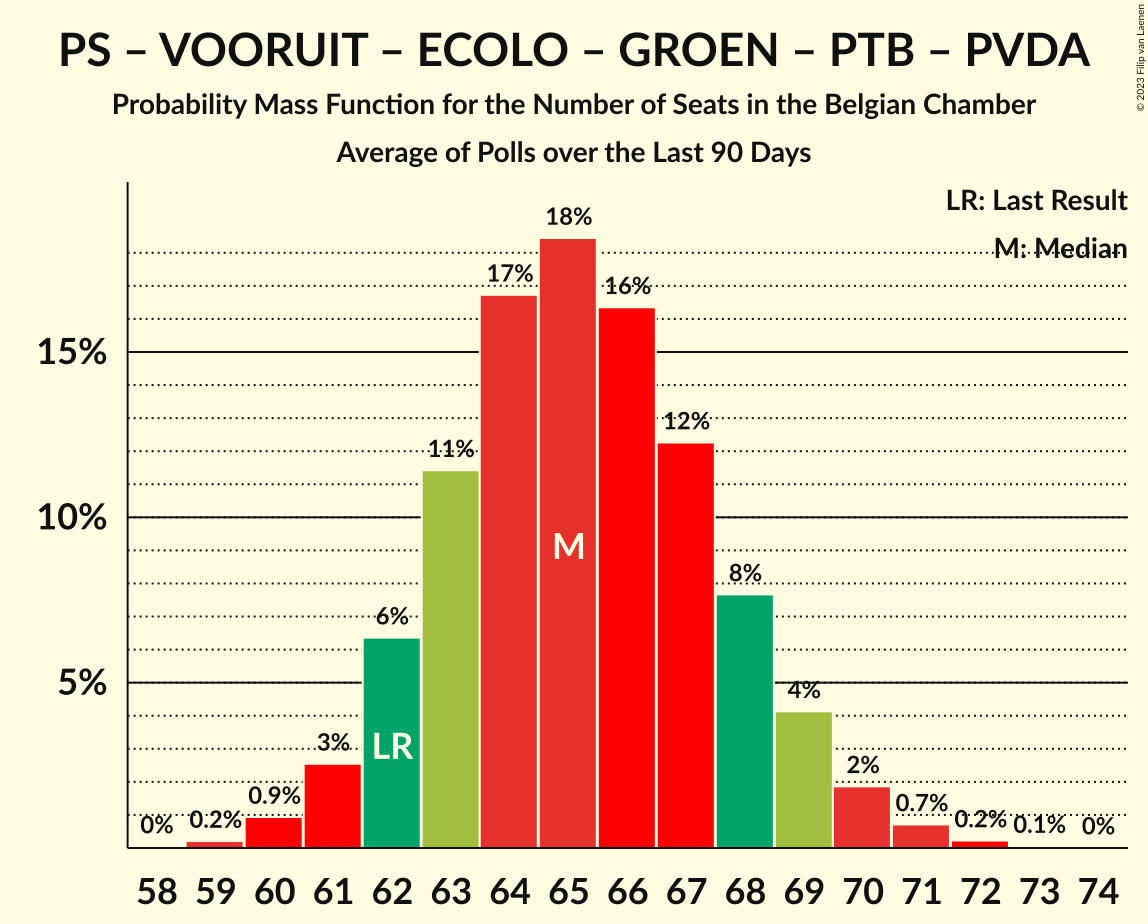 PS – VOORUIT – ECOLO – GROEN – PTB – PVDA
Probability Mass Function for the Number of Seats in the Belgian Chamber
Average of Polls over the Last 90 Days
© 2023 Filip van Laenen
LR: Last Result
M: Median
15%
10%
5%
0%
0.2%
0.9%
3%
6%
11%
17%
18%
16%
12%
8%
4%
2%
0.7%
0.2%
0.1%
0%
LR
M
58 59 60 61 62 63 64 65 66 67 68 69 70 71 72 73 74